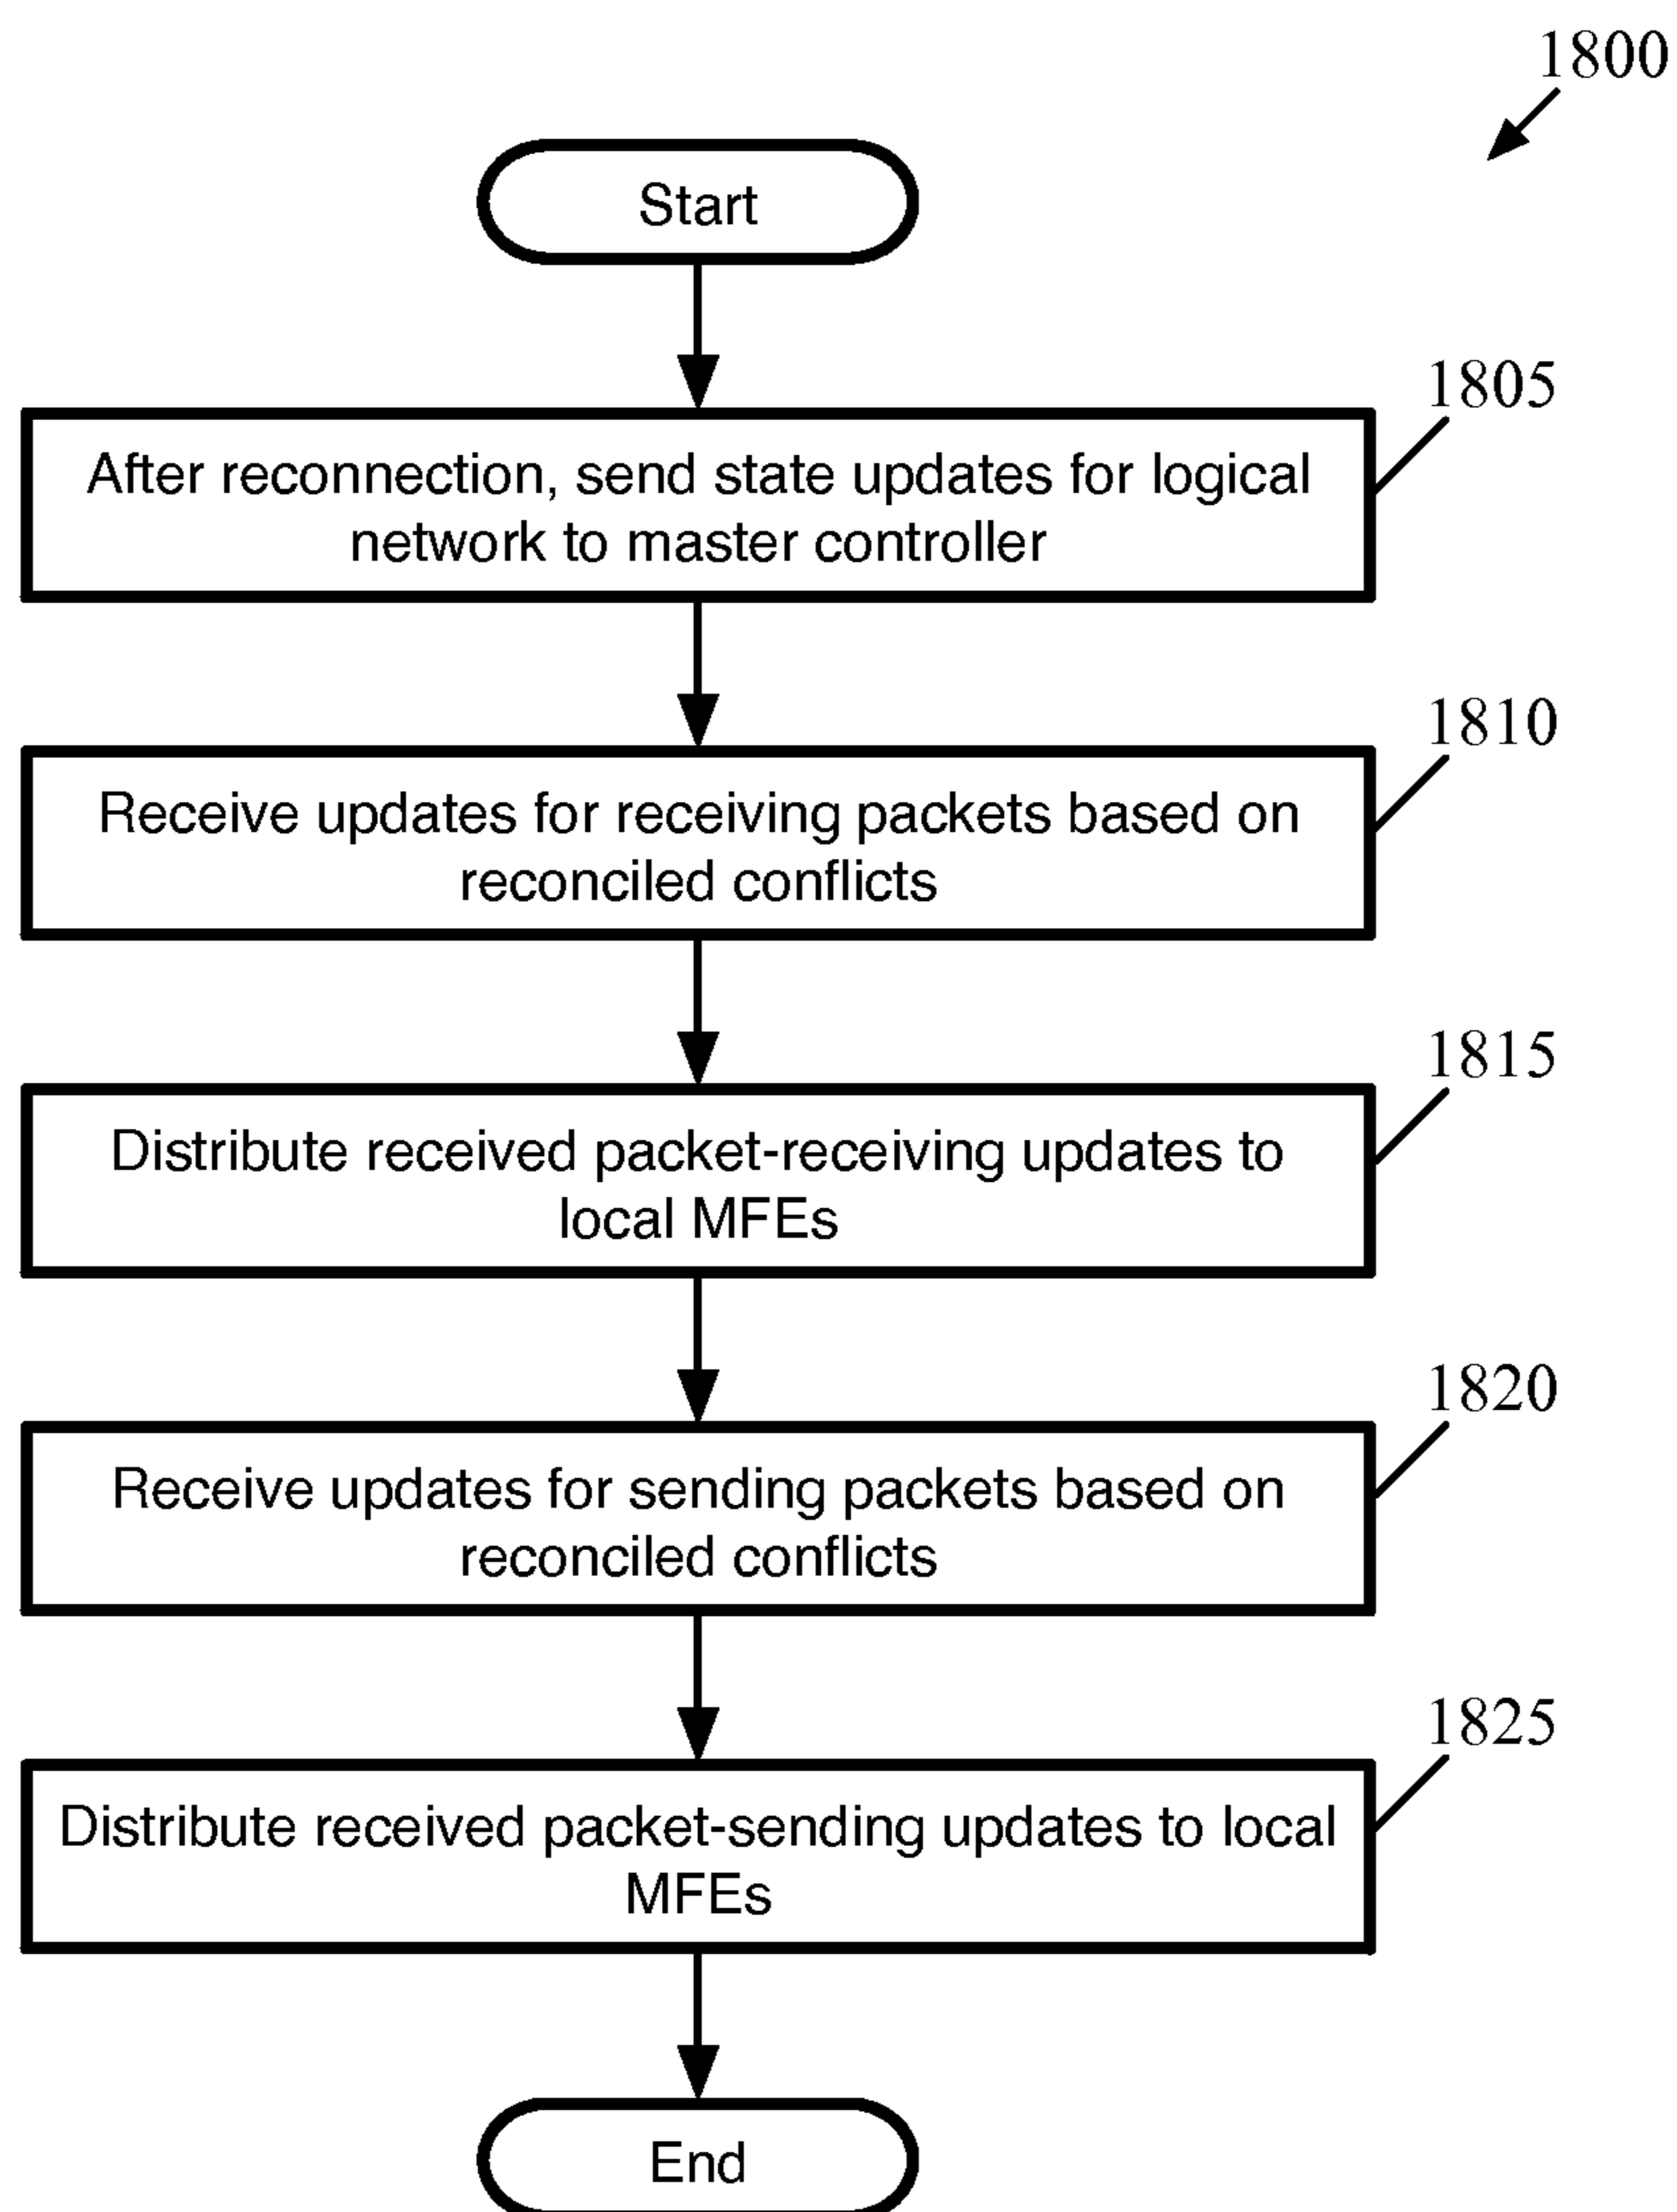 1800
Start
1805
After reconnection, send state updates for logical
network to master controller
1810
Receive updates for receiving packets based on
reconciled conflicts
1815
Distribute received packet-receiving updates to
local MFEs
1820
Receive updates for sending packets based on
reconciled conflicts
1825
Distribute received packet-sending updates to local
MFEs
End